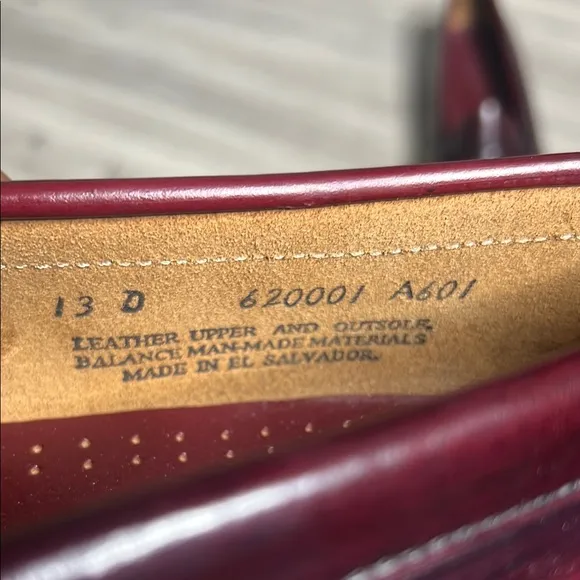 13 D 620001 A601
LEATHER UPPER AND OUTSOLE,
BALANCE MAN-MADE MATERIALS
MADE IN EL SALVADOR.